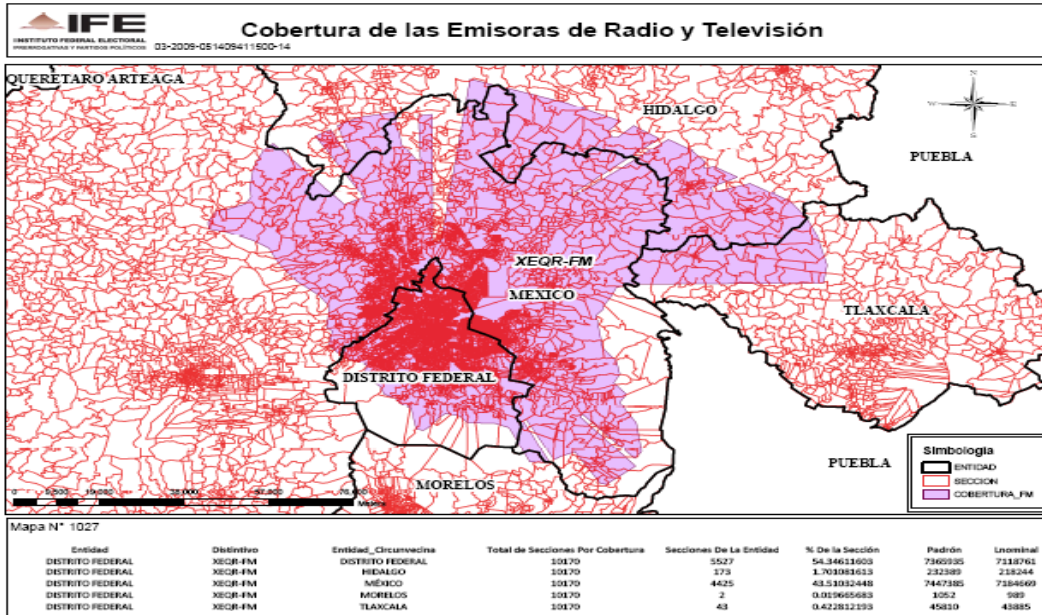 IFE
INSTITUTO FEDERAL ELECTORAL
PRERROGATIVAS Y PARTIDOS POLÍTICOS
03-2009-051409411500-14
Cobertura de las Emisoras de Radio y Televisión
QUERETARO ARTEAGA
HIDALGO
N
W
E
S
PUEBLA
XEQR-FM
MEXICO
TLAXCALA
DISTRITO FEDERAL
MORELOS
PUEBLA
Simbologia
ENTIDAD
SECCION
COBERTURA_FM
Mapa N° 1027
Entidad Distintivo Entidad_Circunvecina Total de Secciones Por Cobertura Secciones De La Entidad % De la Sección Padrón Lnominal
DISTRITO FEDERAL XEQR-FM DISTRITO FEDERAL 10170 5527 54.34611603 7365935 7118761
DISTRITO FEDERAL XEQR-FM HIDALGO 10170 173 1.701081613 232389 218244
DISTRITO FEDERAL XEQR-FM MÉXICO 10170 4425 43.51032448 7447385 7184669
DISTRITO FEDERAL XEQR-FM MORELOS 10170 2 0.019665683 1052 989
DISTRITO FEDERAL XEQR-FM TLAXCALA 10170 43 0.422812193 45810 43885